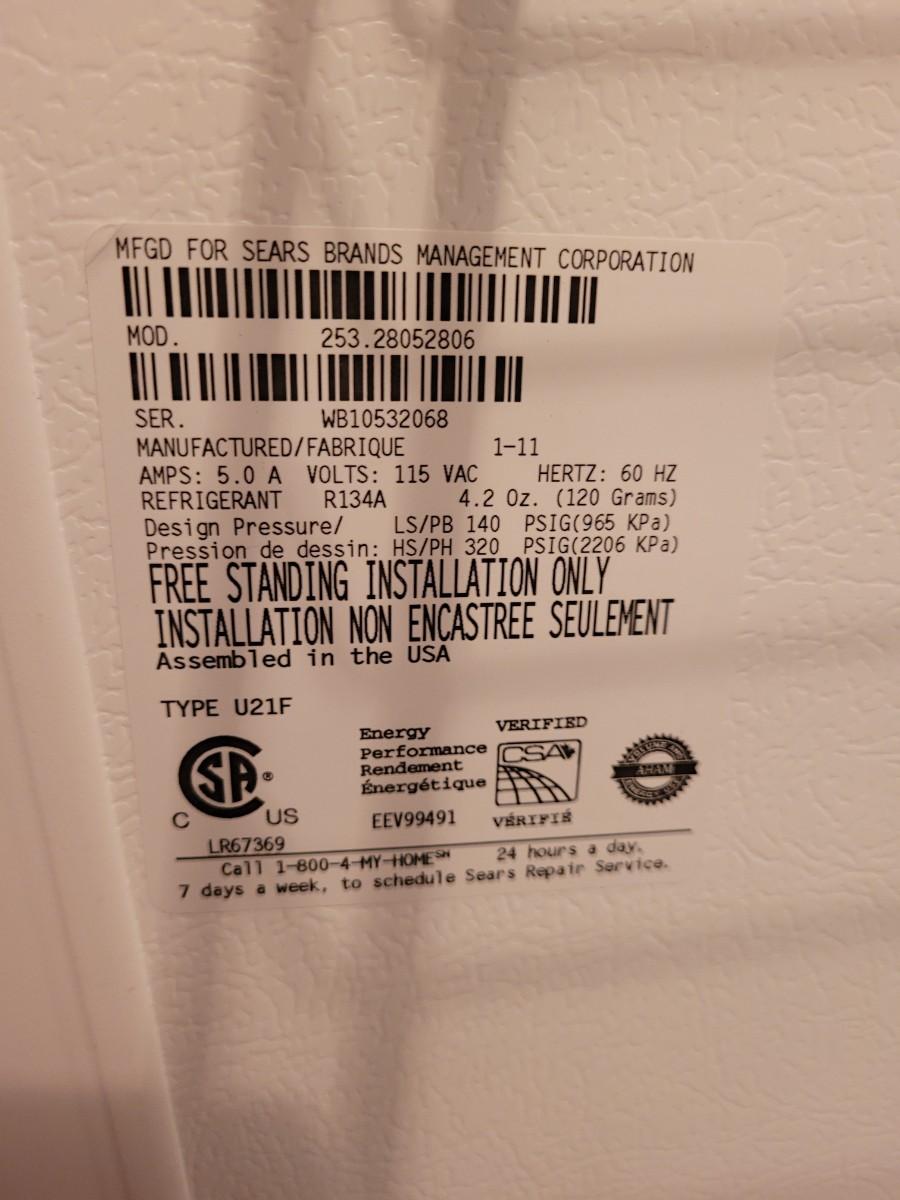 MFGD FOR SEARS BRANDS MANAGEMENT CORPORATION
MOD. 253.28052806
SER. WB10532068
MANUFACTURED/FABRIQUE 1-11
AMPS: 5.0 A VOLTS: 115 VAC HERTZ: 60 HZ
REFRIGERANT R134A 4.2 Oz. (120 Grams)
Design Pressure/ LS/PB 140 PSIG(965 KPa)
Pression de dessin: HS/PH 320 PSIG(2206 KPa)
FREE STANDING INSTALLATION ONLY
INSTALLATION NON ENCASTREE SEULEMENT
Assembled in the USA
TYPE U21F
SA®
C US
LR67369
Energy
Performance
Rendement
Énergétique
EEV99491
VERIFIED
CSA
VÉRIFIÉ
AHAM
Call 1-800-4-MY-HOME℠ 24 hours a day,
7 days a week, to schedule Sears Repair Service.